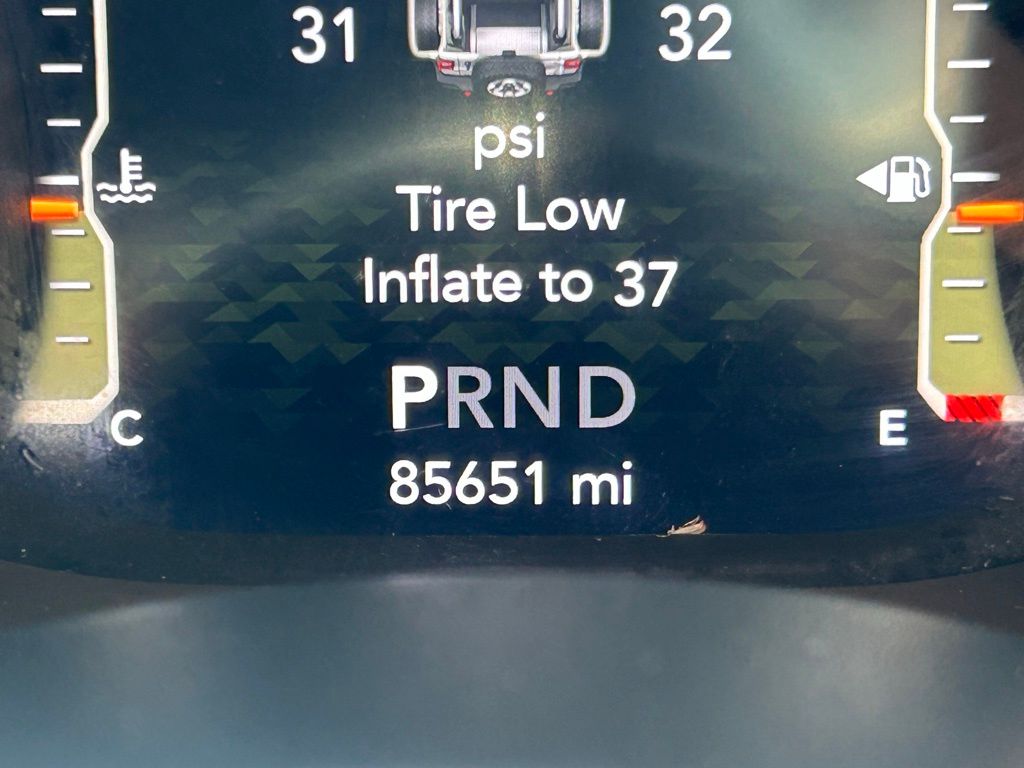 31 32
psi
Tire Low
Inflate to 37
PRND
C E
85651 mi